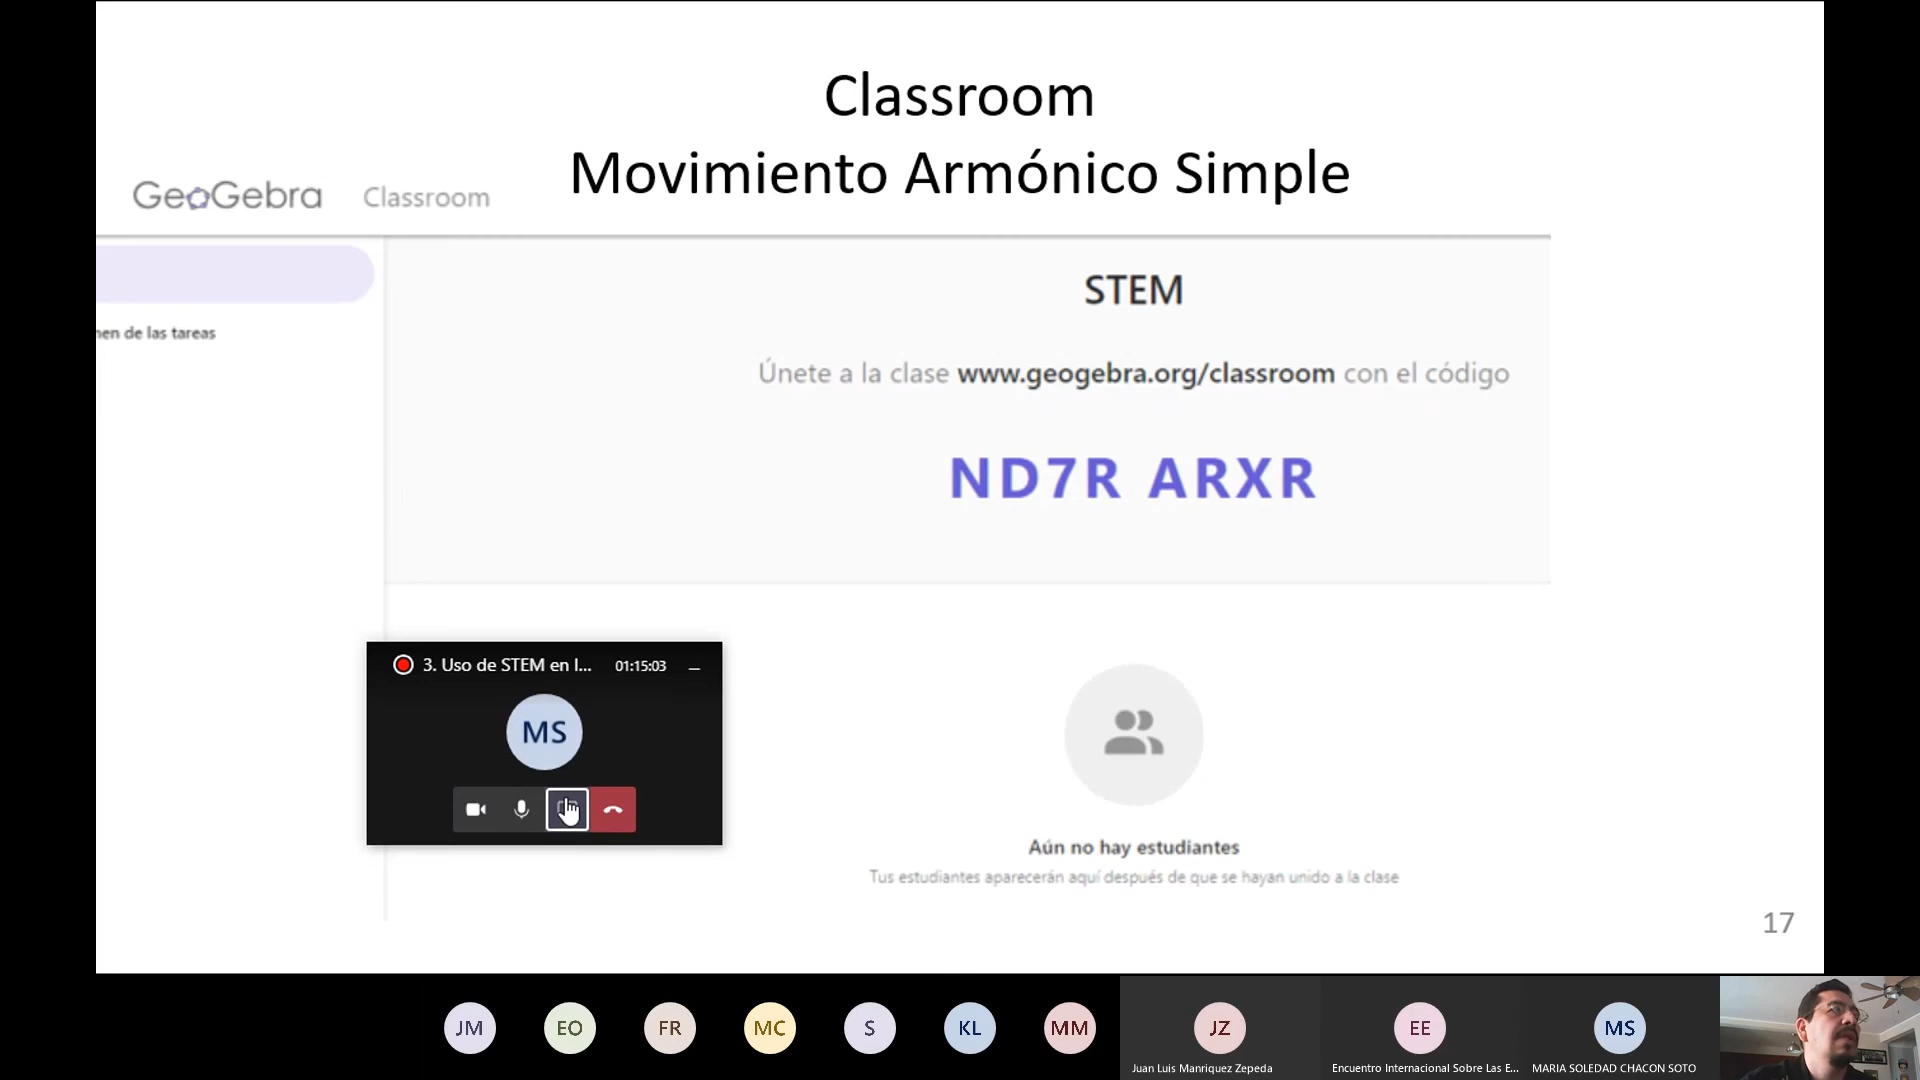 Classroom
Movimiento Armónico Simple
GeoGebra Classroom
STEM
men de las tareas
Únete a la clase www.geogebra.org/classroom con el código
ND7R ARXR
3. Uso de STEM en l... 01:15:03
MS
Aún no hay estudiantes
Tus estudiantes aparecerán aquí después de que se hayan unido a la clase
17
JM EO FR MC S KL MM JZ EE MS
Juan Luis Manriquez Zepeda Encuentro Internacional Sobre Las E... MARIA SOLEDAD CHACON SOTO